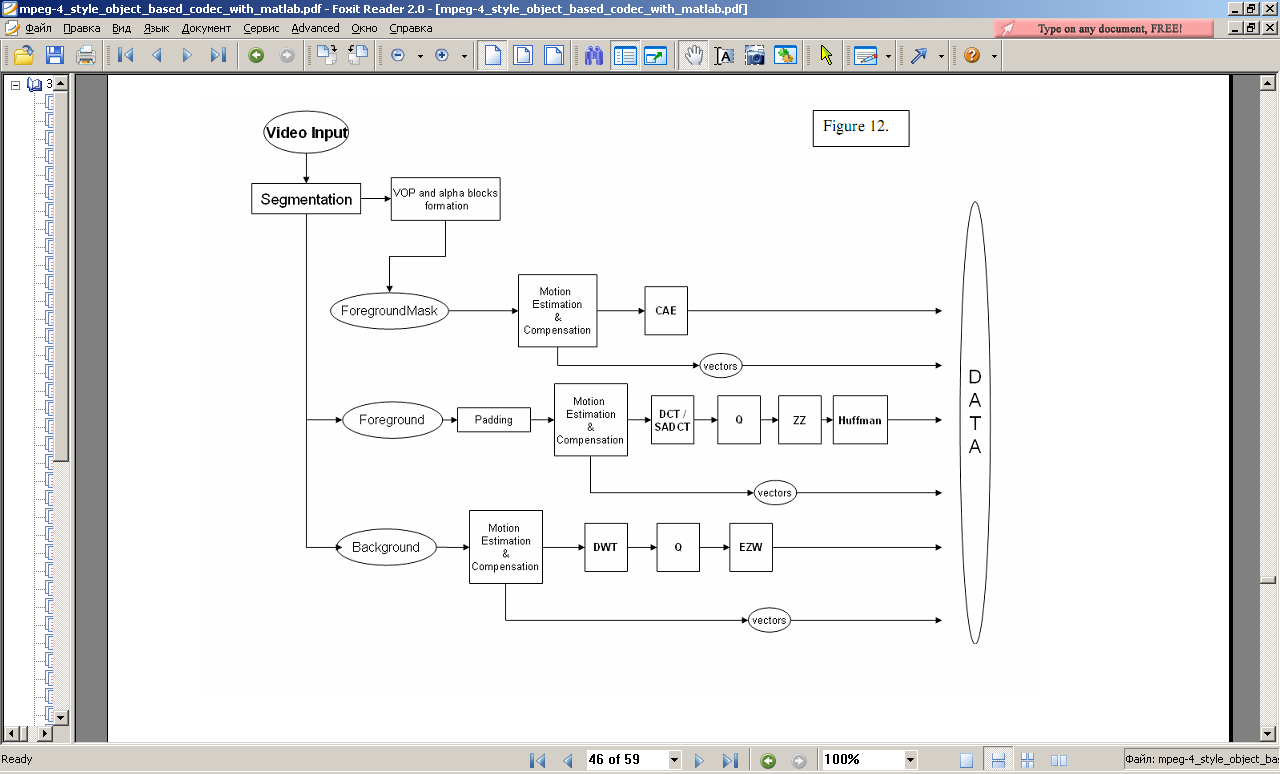 mpeg-4_style_object_based_codec_with_matlab.pdf - Foxit Reader 2.0 - [mpeg-4_style_object_based_codec_with_matlab.pdf]
Файл Правка Вид Язык Документ Сервис Advanced Окно Справка
Type on any document, FREE!
3
Figure 12.
Video Input
Segmentation
VOP and alpha blocks
formation
ForegroundMask
Motion
Estimation
&
Compensation
CAE
vectors
Foreground
Padding
Motion
Estimation
&
Compensation
DCT /
SADCT
Q
ZZ
Huffman
vectors
Background
Motion
Estimation
&
Compensation
DWT
Q
EZW
vectors
D
A
T
A
Ready
46 of 59
100%
Файл: mpeg-4_style_object_ba